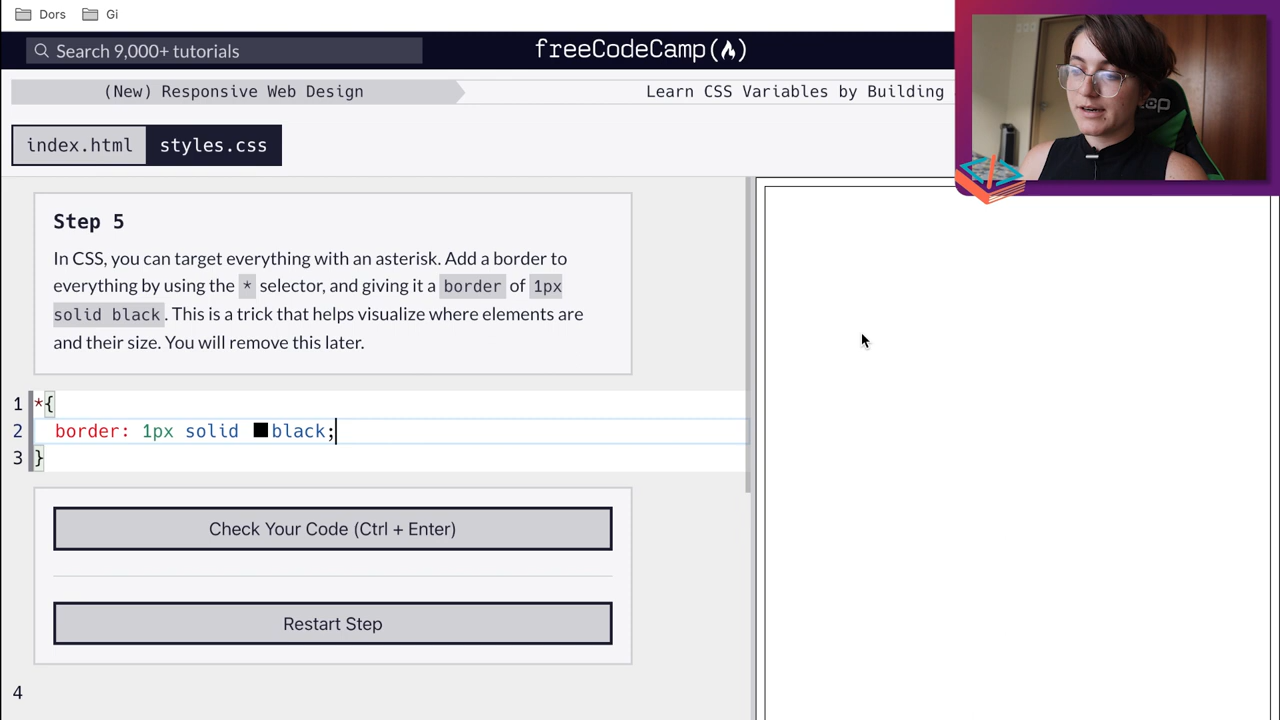 Dors Gi
Search 9,000+ tutorials
freeCodeCamp
(New) Responsive Web Design
Learn CSS Variables by Building
index.html
styles.css
Step 5
In CSS, you can target everything with an asterisk. Add a border to
everything by using the * selector, and giving it a border of 1px
solid black. This is a trick that helps visualize where elements are
and their size. You will remove this later.
1 *{
2 border: 1px solid black;
3 }
Check Your Code (Ctrl + Enter)
Restart Step
4